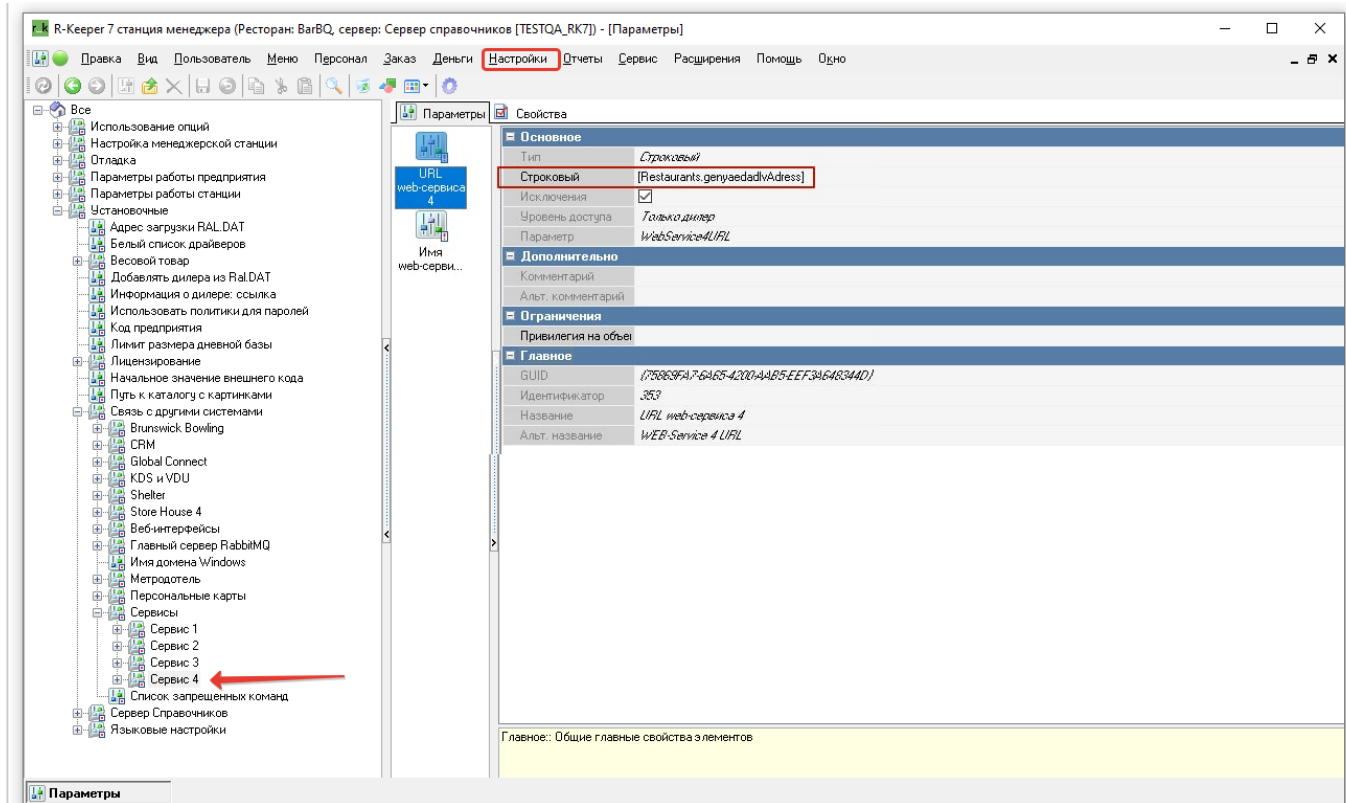 R-Keeper 7 станция менеджера (Ресторан: BarBQ, сервер: Сервер справочников [TESTQA_RK7]) - [Параметры]
Правка Вид Пользователь Меню Персонал Заказ Деньги Настройки Отчеты Сервис Расширения Помощь Окно
Все
Использование опций
Настройка менеджерской станции
Отладка
Параметры работы предприятия
Параметры работы станции
Установочные
Адрес загрузки RAL.DAT
Белый список драйверов
Весовой товар
Добавлять дилера из Ral.DAT
Информация о дилере: ссылка
Использовать политики для паролей
Код предприятия
Лимит размера дневной базы
Лицензирование
Начальное значение внешнего кода
Путь к каталогу с картинками
Связь с другими системами
Brunswick Bowling
CRM
Global Connect
KDS и VDU
Shelter
Store House 4
Веб-интерфейсы
Главный сервер RabbitMQ
Имя домена Windows
Метродотель
Персональные карты
Сервисы
Сервис 1
Сервис 2
Сервис 3
Сервис 4
Список запрещенных команд
Сервер Справочников
Языковые настройки
Параметры Свойства
URL
web-сервиса
4
Имя
web-серви...
Основное
Тип Строковый
Строковый [Restaurants.genyaedadlvAdress]
Исключения
Уровень доступа Только дилер
Параметр WebService4URL
Дополнительно
Комментарий
Альт. комментарий
Ограничения
Привилегия на объе
Главное
GUID {75869FA7-6A65-4200-AAB5-EEF3A648344D}
Идентификатор 353
Название URL web-сервиса 4
Альт. название WEB-Service 4 URL
Главное:: Общие главные свойства элементов
Параметры